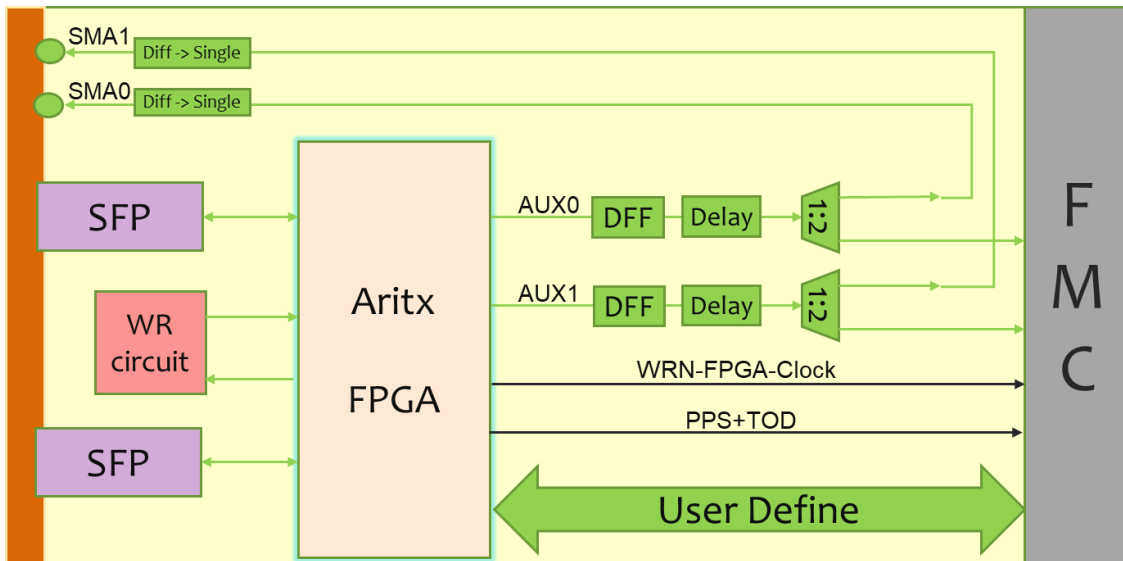 SMA1
Diff -> Single
SMA0
Diff -> Single
SFP
AUX0
DFF
Delay
1:2
WR
circuit
Aritx
FPGA
AUX1
DFF
Delay
1:2
WRN-FPGA-Clock
PPS+TOD
SFP
User Define
F
M
C